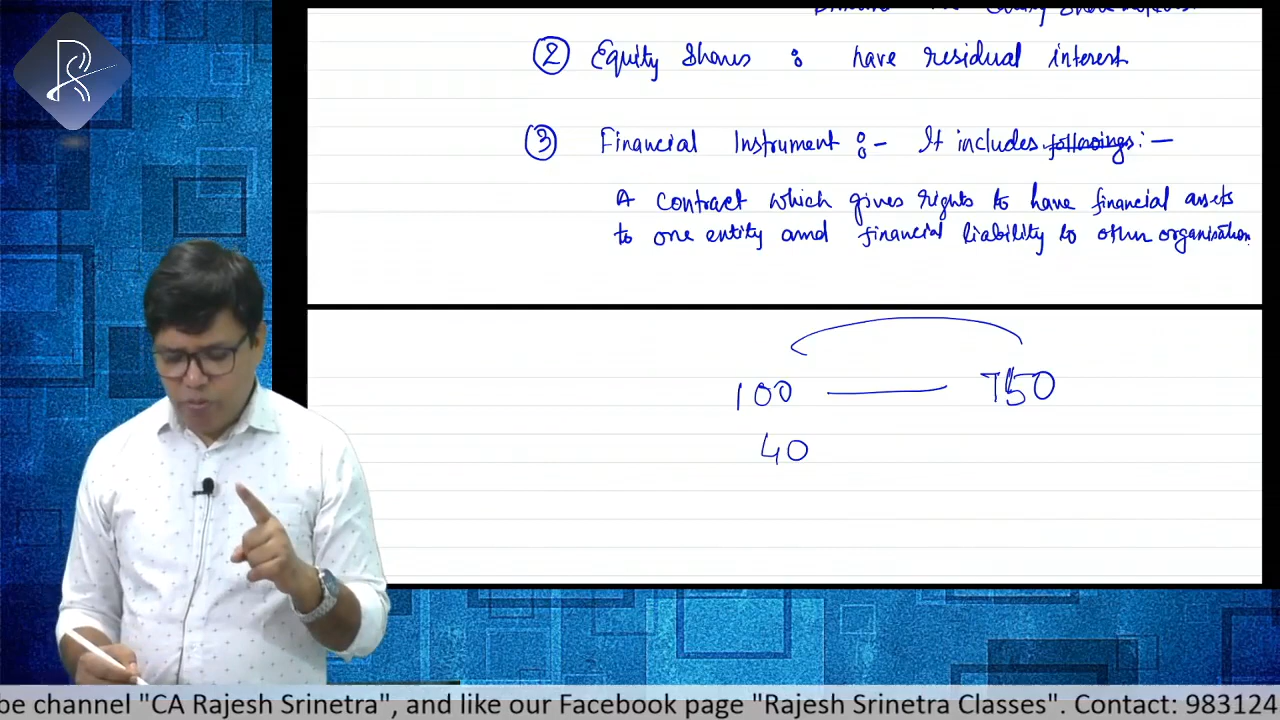 ② Equity Shares : have residual interest
③ Financial Instrument :- It includes followings :-
A contract which gives rights to have financial assets
to one entity and financial liability to other organisation.
100 — 150
40
be channel "CA Rajesh Srinetra", and like our Facebook page "Rajesh Srinetra Classes". Contact: 983124